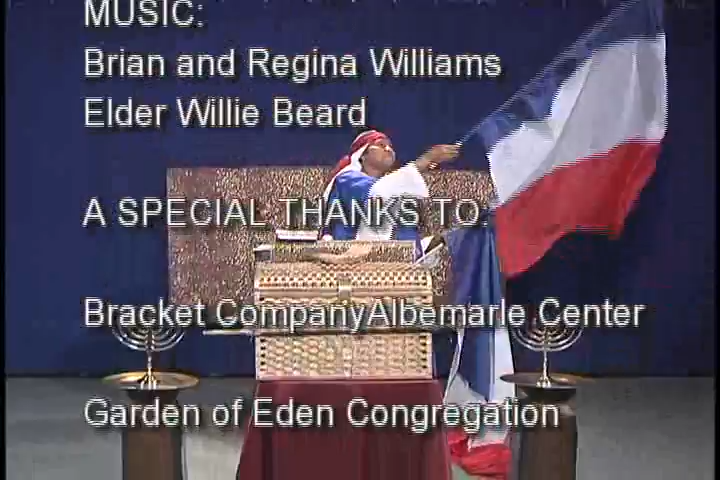 MUSIC:
Brian and Regina Williams
Elder Willie Beard
A SPECIAL THANKS TO:
Bracket CompanyAlbemarle Center
Garden of Eden Congregation